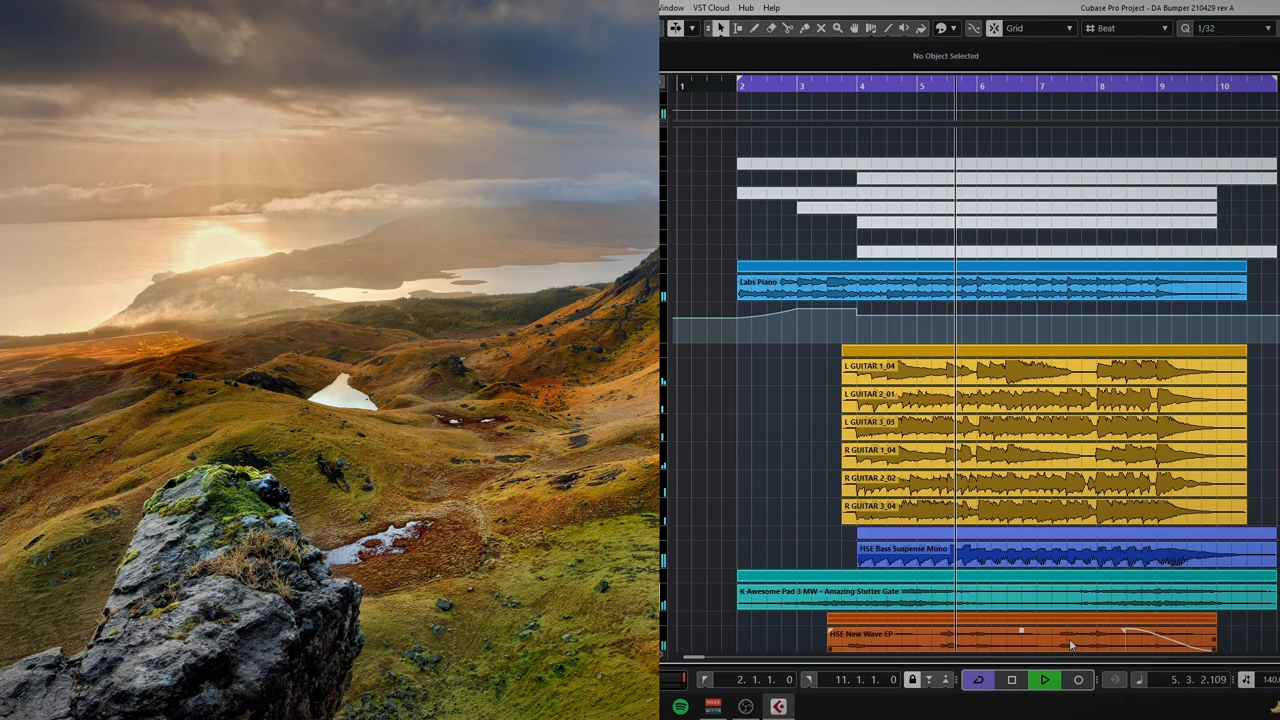 Window VST Cloud Hub Help Cubase Pro Project - DA Bumper 210429 rev A
Grid Beat Q 1/32
No Object Selected
1 2 3 4 5 6 7 8 9 10
Labs Piano
L GUITAR 1_04
L GUITAR 2_01
L GUITAR 3_03
R GUITAR 1_04
R GUITAR 2_02
R GUITAR 3_04
HSE Bass Suspense Mono
K Awesome Pad 3 MW - Amazing Stutter Gate
HSE New Wave EP
2. 1. 1. 0 11. 1. 1. 0 5. 3. 2.109 140.